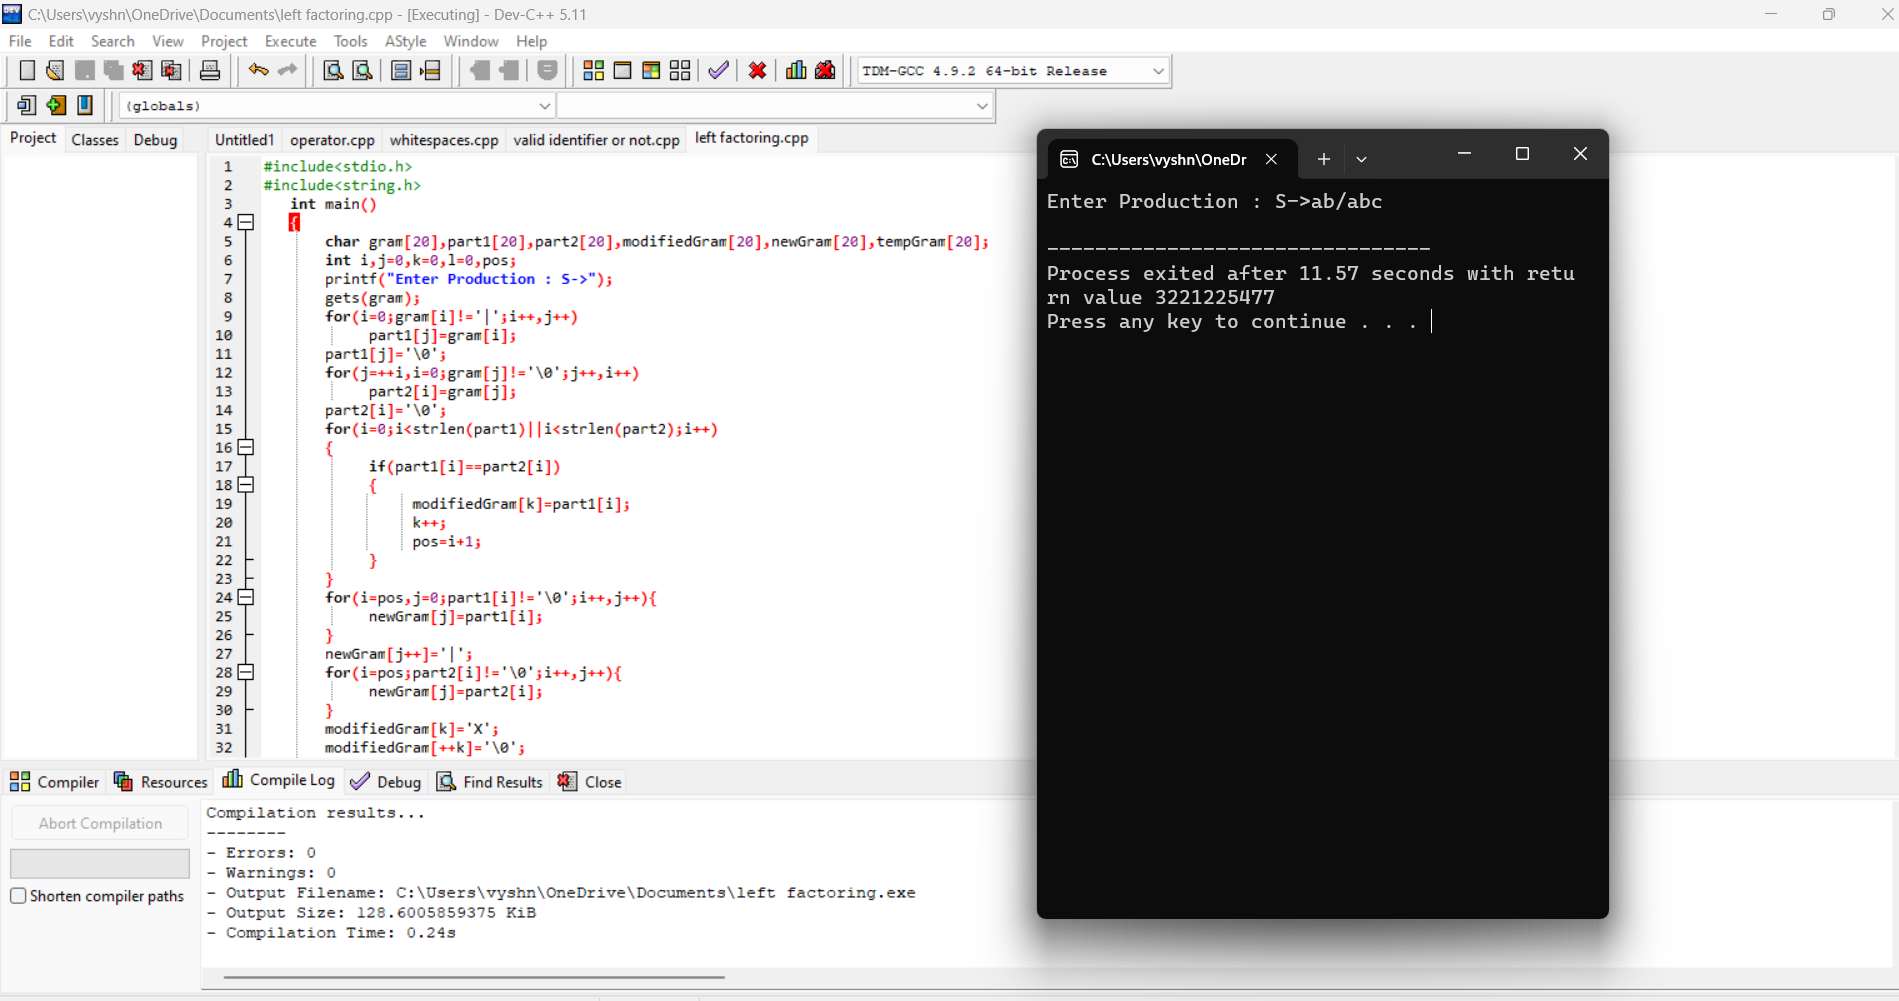 C:\Users\vyshn\OneDrive\Documents\left factoring.cpp - [Executing] - Dev-C++ 5.11
File Edit Search View Project Execute Tools AStyle Window Help
TDM-GCC 4.9.2 64-bit Release
(globals)
Project Classes Debug
Untitled1 operator.cpp whitespaces.cpp valid identifier or not.cpp left factoring.cpp
1 #include<stdio.h>
2 #include<string.h>
3 int main()
4 {
5 char gram[20],part1[20],part2[20],modifiedGram[20],newGram[20],tempGram[20];
6 int i,j=0,k=0,l=0,pos;
7 printf("Enter Production : S->");
8 gets(gram);
9 for(i=0;gram[i]!='|';i++,j++)
10 part1[j]=gram[i];
11 part1[j]='\0';
12 for(j=++i,i=0;gram[j]!='\0';j++,i++)
13 part2[i]=gram[j];
14 part2[i]='\0';
15 for(i=0;i<strlen(part1)||i<strlen(part2);i++)
16 {
17 if(part1[i]==part2[i])
18 {
19 modifiedGram[k]=part1[i];
20 k++;
21 pos=i+1;
22 }
23 }
24 for(i=pos,j=0;part1[i]!='\0';i++,j++){
25 newGram[j]=part1[i];
26 }
27 newGram[j++]='|';
28 for(i=pos;part2[i]!='\0';i++,j++){
29 newGram[j]=part2[i];
30 }
31 modifiedGram[k]='X';
32 modifiedGram[++k]='\0';
C:\Users\vyshn\OneDr
Enter Production : S->ab/abc
--------------------------------
Process exited after 11.57 seconds with retu
rn value 3221225477
Press any key to continue . . .
Compiler Resources Compile Log Debug Find Results Close
Abort Compilation
Shorten compiler paths
Compilation results...
--------
- Errors: 0
- Warnings: 0
- Output Filename: C:\Users\vyshn\OneDrive\Documents\left factoring.exe
- Output Size: 128.6005859375 KiB
- Compilation Time: 0.24s